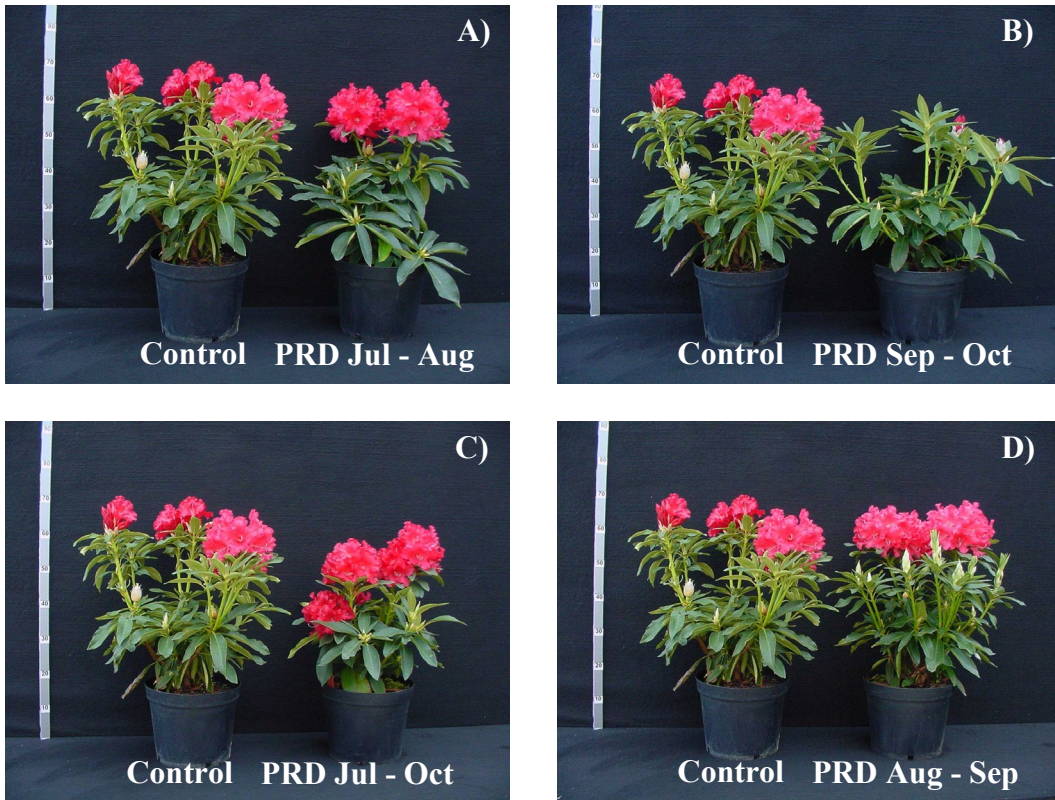 A)
Control PRD Jul - Aug
B)
Control PRD Sep - Oct
C)
Control PRD Jul - Oct
D)
Control PRD Aug - Sep